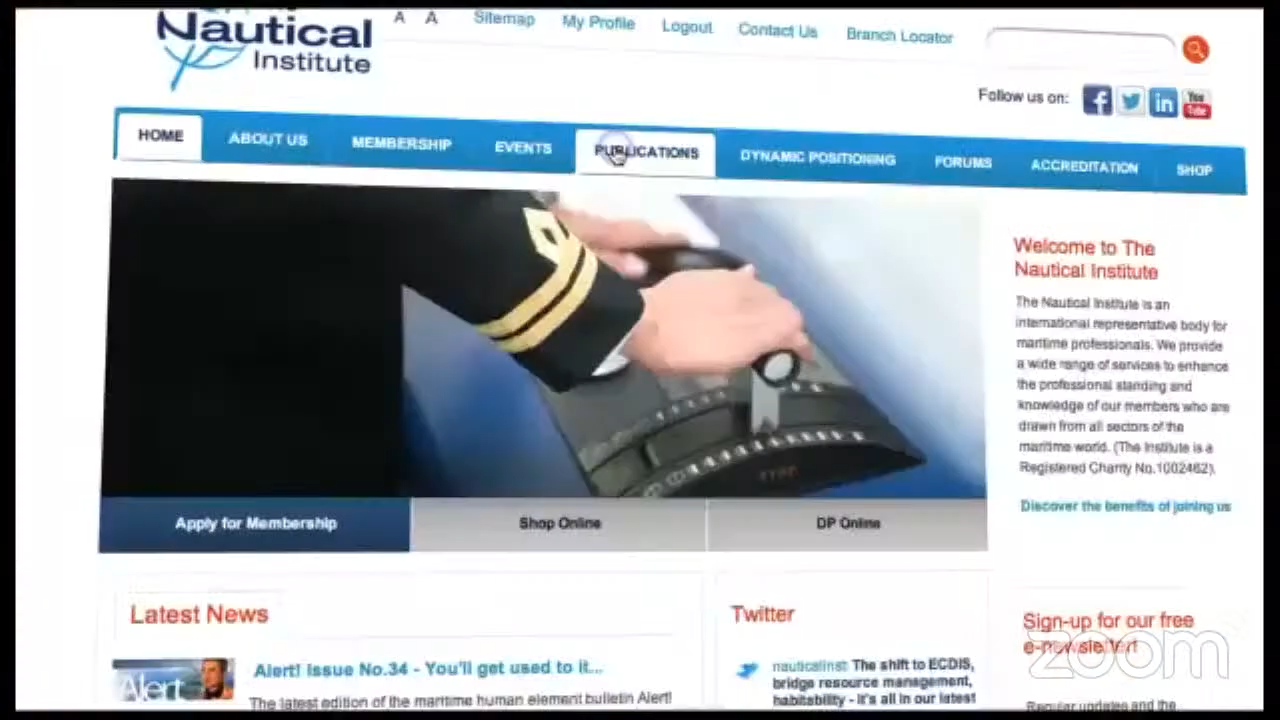 Nautical
Institute
A A
Sitemap
My Profile
Logout
Contact Us
Branch Locator
Follow us on:
You
Tube
HOME
ABOUT US
MEMBERSHIP
EVENTS
PUBLICATIONS
DYNAMIC POSITIONING
FORUMS
ACCREDITATION
SHOP
Welcome to The
Nautical Institute
The Nautical Institute is an
international representative body for
maritime professionals. We provide
a wide range of services to enhance
the professional standing and
knowledge of our members who are
drawn from all sectors of the
maritime world. (The Institute is a
Registered Charity No.1002462).
Discover the benefits of joining us
Apply for Membership
Shop Online
DP Online
Latest News
Alert
Alert! Issue No.34 - You'll get used to it...
The latest edition of the maritime human element bulletin Alert!
Twitter
nauticalinst The shift to ECDIS,
bridge resource management,
habitability - it's all in our latest
Sign-up for our free
e-newsletter!
Regular updates and the
zoom